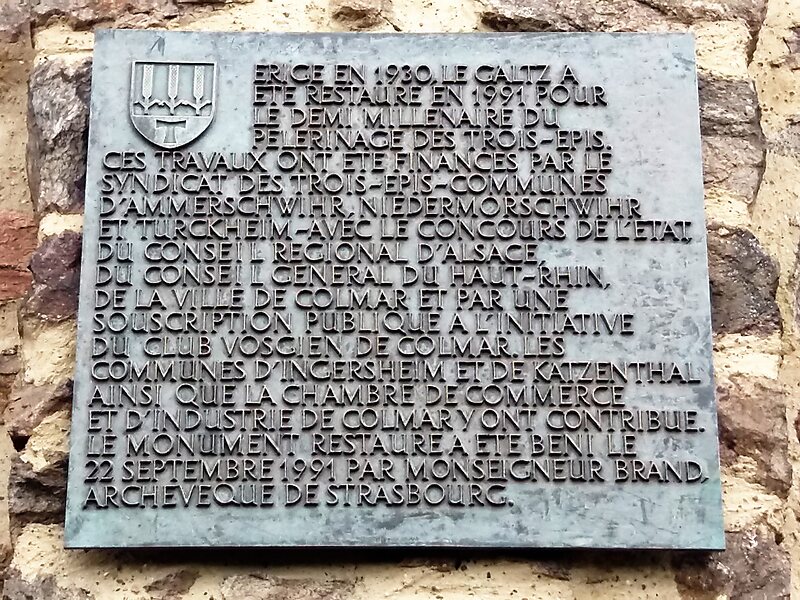 ERIGE EN 1930, LE GALTZ A
ETE RESTAURE EN 1991 POUR
LE DEMI MILLENAIRE DU
PELERINAGE DES TROIS-EPIS.
CES TRAVAUX ONT ETE FINANCES PAR LE
SYNDICAT DES TROIS-EPIS-COMMUNES
D'AMMERSCHWIHR, NIEDERMORSCHWIHR
ET TURCKHEIM-AVEC LE CONCOURS DE L'ETAT,
DU CONSEIL REGIONAL D'ALSACE
DU CONSEIL GENERAL DU HAUT-RHIN,
DE LA VILLE DE COLMAR ET PAR UNE
SOUSCRIPTION PUBLIQUE A L'INITIATIVE
DU CLUB VOSGIEN DE COLMAR. LES
COMMUNES D'INGERSHEIM ET DE KATZENTHAL
AINSI QUE LA CHAMBRE DE COMMERCE
ET D'INDUSTRIE DE COLMAR Y ONT CONTRIBUE.
LE MONUMENT RESTAURE A ETE BENI LE
22 SEPTEMBRE 1991 PAR MONSEIGNEUR BRAND,
ARCHEVEQUE DE STRASBOURG.